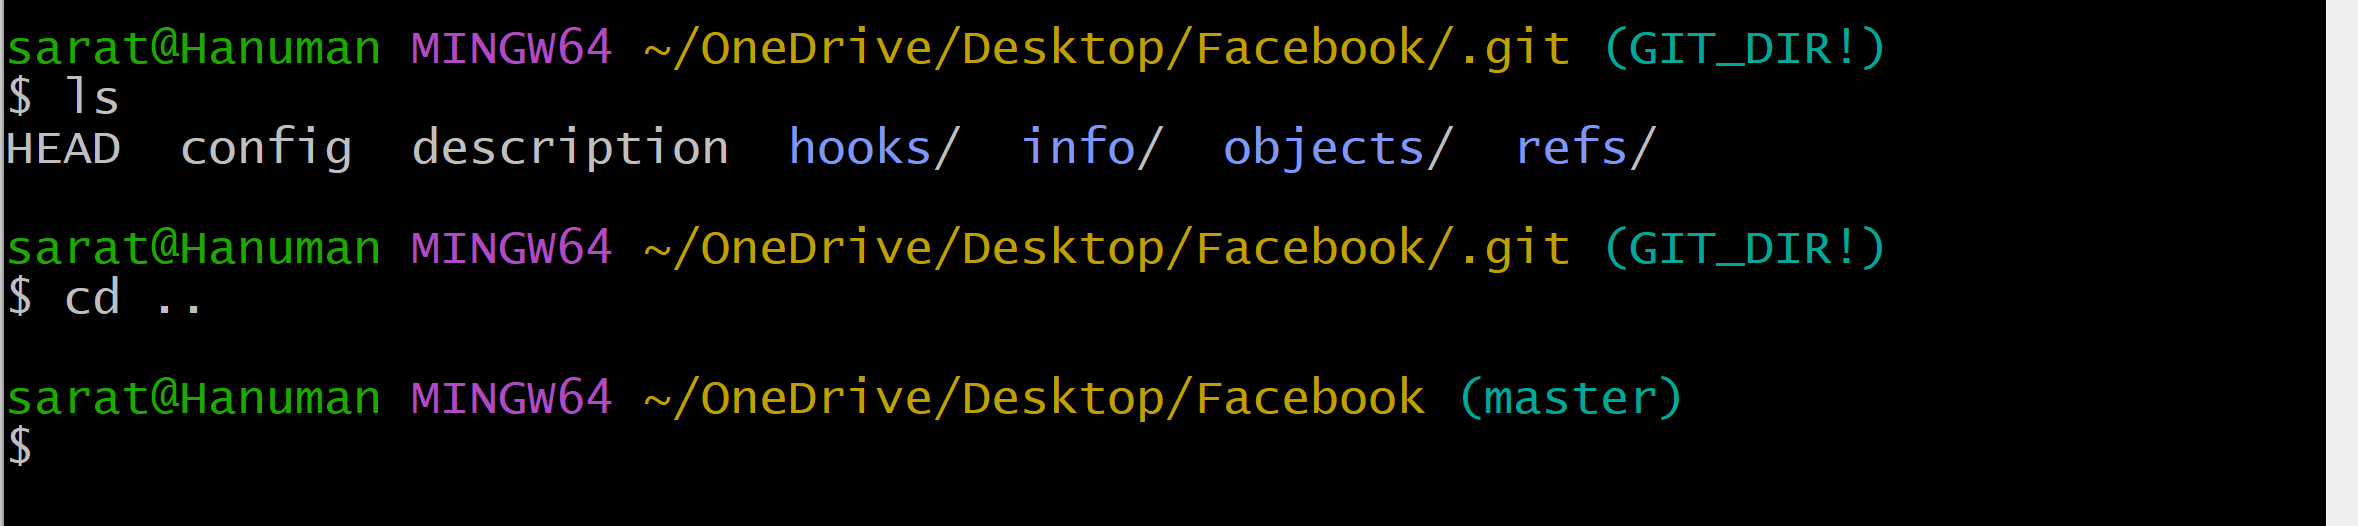 sarat@Hanuman MINGW64 ~/OneDrive/Desktop/Facebook/.git (GIT_DIR!)
$ ls
HEAD  config  description  hooks/  info/  objects/  refs/
sarat@Hanuman MINGW64 ~/OneDrive/Desktop/Facebook/.git (GIT_DIR!)
$ cd ..
sarat@Hanuman MINGW64 ~/OneDrive/Desktop/Facebook (master)
$